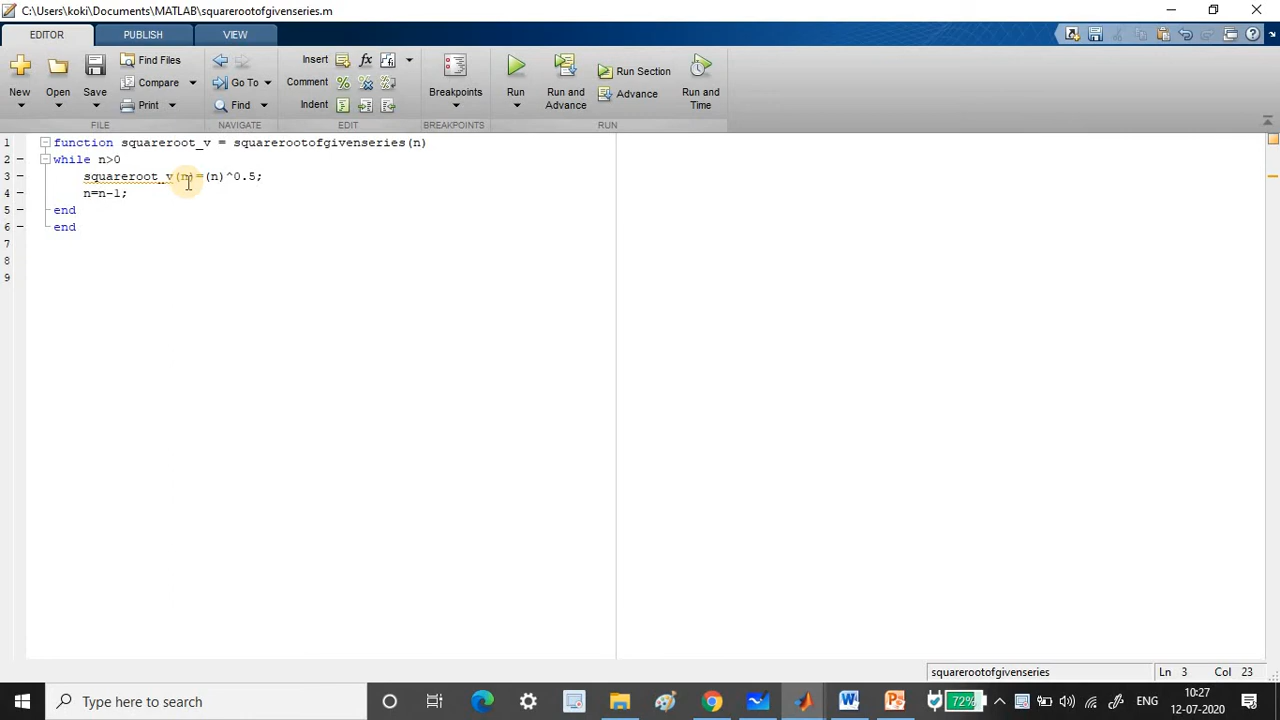 C:\Users\koki\Documents\MATLAB\squarerootofgivenseries.m
EDITOR PUBLISH VIEW
New Open Save Find Files Compare Print
Go To Find
Insert fx Comment Indent
Breakpoints
Run Run and Advance Run Section Advance Run and Time
FILE NAVIGATE EDIT BREAKPOINTS RUN
1 function squareroot_v = squarerootofgivenseries(n)
2 while n>0
3 squareroot_v(n)=(n)^0.5;
4 n=n-1;
5 end
6 end
7
8
9
squarerootofgivenseries Ln 3 Col 23
Type here to search 72% ENG 10:27
12-07-2020